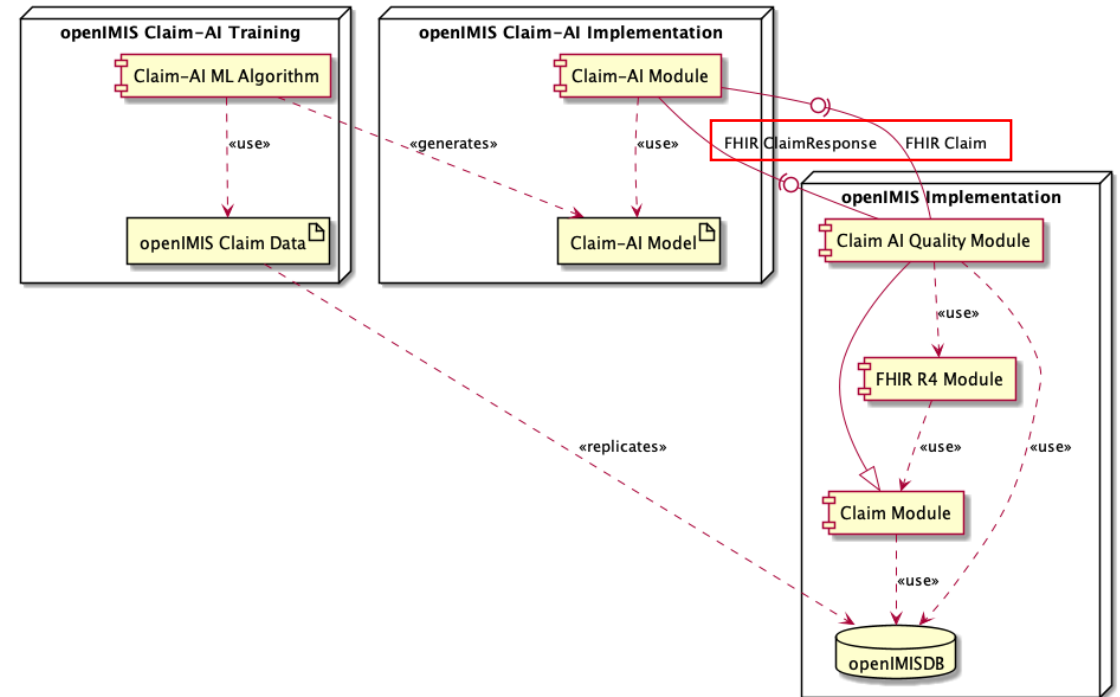 openIMIS Claim-AI Training
openIMIS Claim-AI Implementation
Claim-AI ML Algorithm
Claim-AI Module
«use»
«generates»
«use»
FHIR ClaimResponse
FHIR Claim
openIMIS Implementation
openIMIS Claim Data
Claim-AI Model
Claim AI Quality Module
«use»
FHIR R4 Module
«replicates»
«use»
«use»
Claim Module
«use»
openIMISDB